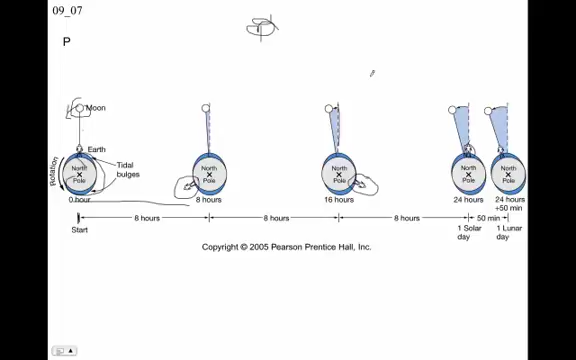 09_07
P
Moon
Earth
Rotation
North
Pole
Tidal
bulges
North
Pole
North
Pole
North
Pole
North
Pole
0 hour
8 hours
16 hours
24 hours
24 hours
+50 min
8 hours
8 hours
8 hours
50 min
Start
1 Solar
day
1 Lunar
day
Copyright © 2005 Pearson Prentice Hall, Inc.